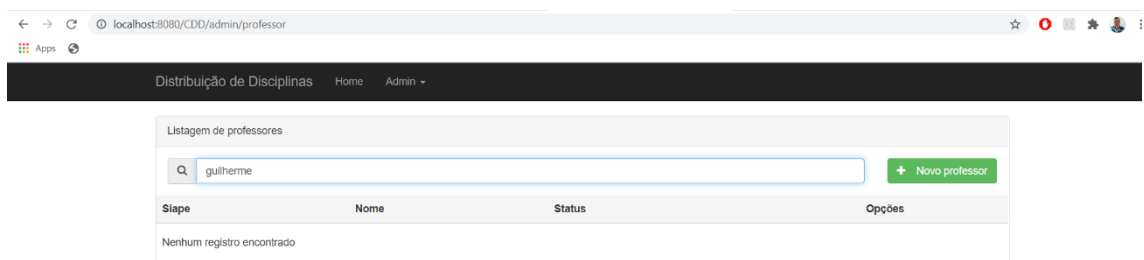 localhost:8080/CDD/admin/professor
Apps
Distribuição de Disciplinas Home Admin
Listagem de professores
guilherme
+ Novo professor
Siape Nome Status Opções
Nenhum registro encontrado